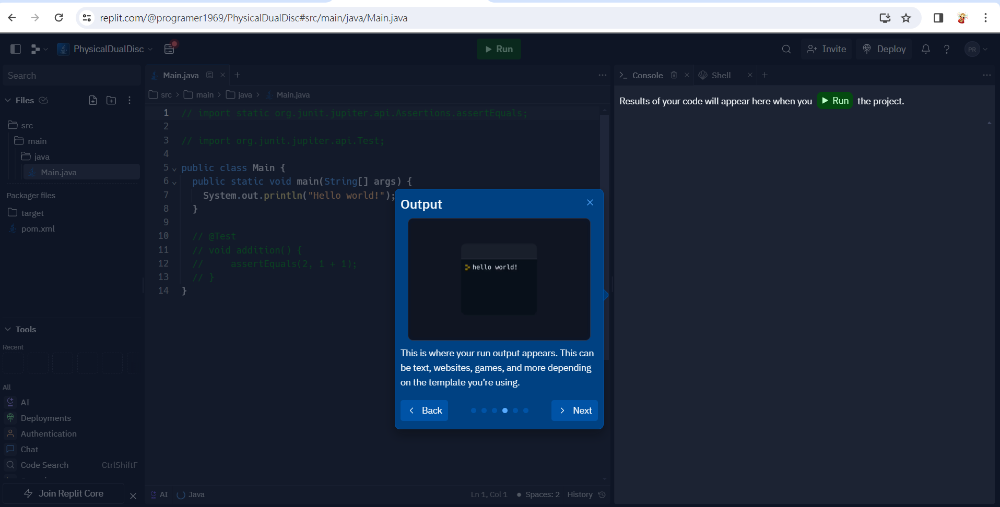 replit.com/@programer1969/PhysicalDualDisc#src/main/java/Main.java
PhysicalDualDisc
Run
Invite
Deploy
PR
Search
Files
src
main
java
Main.java
Packager files
target
pom.xml
Tools
Recent
All
AI
Deployments
Authentication
Chat
Code Search CtrlShiftF
Join Replit Core
Main.java
src > main > java > Main.java
1 // import static org.junit.jupiter.api.Assertions.assertEquals;
2
3 // import org.junit.jupiter.api.Test;
4
5 public class Main {
6 public static void main(String[] args) {
7 System.out.println("Hello world!");
8 }
9
10 // @Test
11 // void addition() {
12 // assertEquals(2, 1 + 1);
13 // }
14 }
AI Java
Ln 1, Col 1 Spaces: 2 History
Output
hello world!
This is where your run output appears. This can
be text, websites, games, and more depending
on the template you’re using.
Back
Next
Console
Shell
Results of your code will appear here when you Run the project.